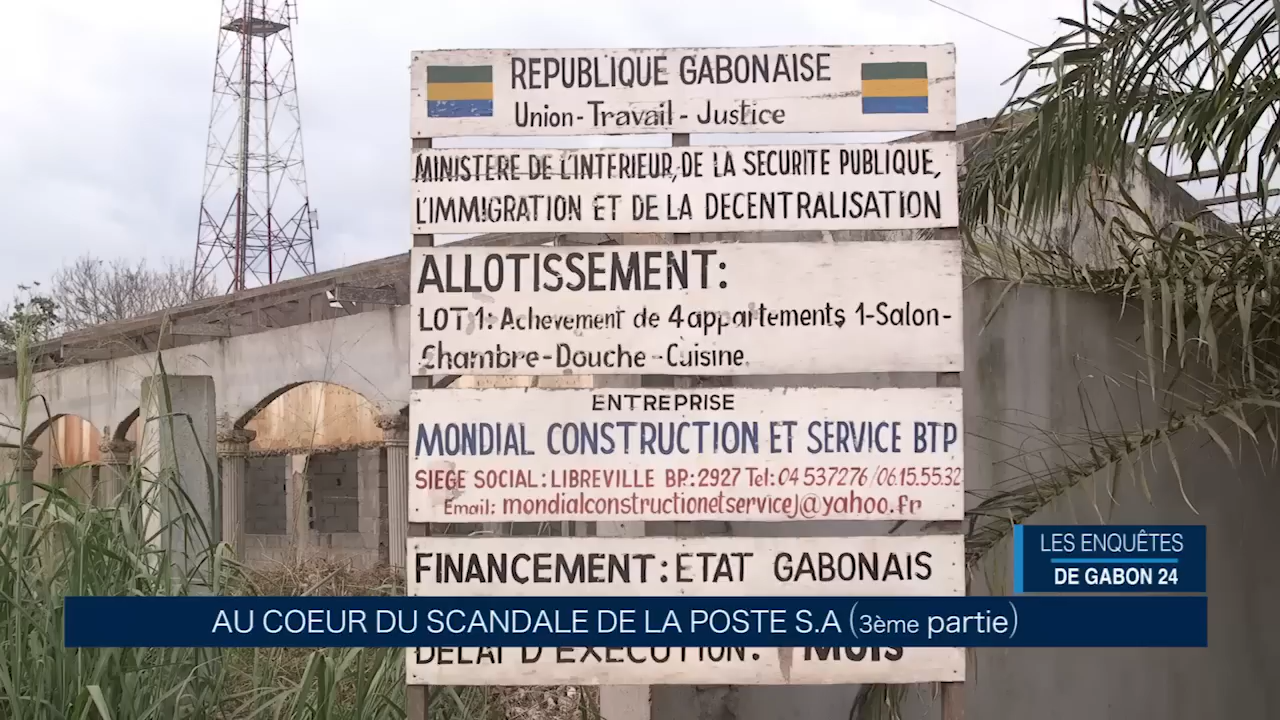 REPUBLIQUE GABONAISE
Union-Travail-Justice
MINISTERE DE L'INTERIEUR, DE LA SECURITE PUBLIQUE,
L'IMMIGRATION ET DE LA DECENTRALISATION
ALLOTISSEMENT:
LOT 1: Achevement de 4 appartements 1-Salon-
Chambre-Douche-Cuisine
ENTREPRISE
MONDIAL CONSTRUCTION ET SERVICE BTP
SIEGE SOCIAL: LIBREVILLE BP:2927 Tel: 04 537276/06.15.55.32
Email: mondialconstructionetservicej@yahoo.fr
FINANCEMENT: ETAT GABONAIS
LES ENQUÊTES
DE GABON 24
AU COEUR DU SCANDALE DE LA POSTE S.A (3ème partie)
DELAI D'EXECUTION: MOIS